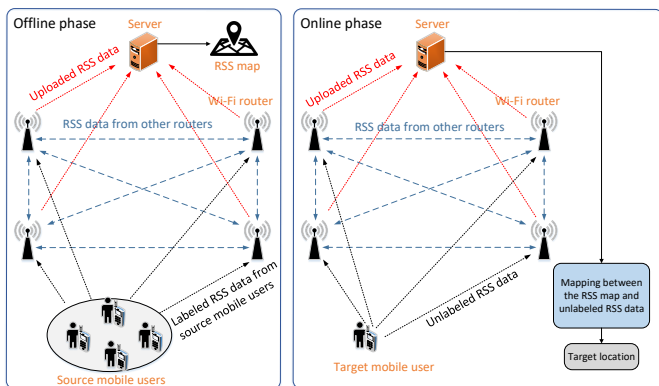 Offline phase
Server
RSS map
Uploaded RSS data
Wi-Fi router
RSS data from other routers
Labeled RSS data from
source mobile users
Source mobile users
Online phase
Server
Uploaded RSS data
Wi-Fi router
RSS data from other routers
Unlabeled RSS data
Target mobile user
Mapping between
the RSS map and
unlabeled RSS data
Target location